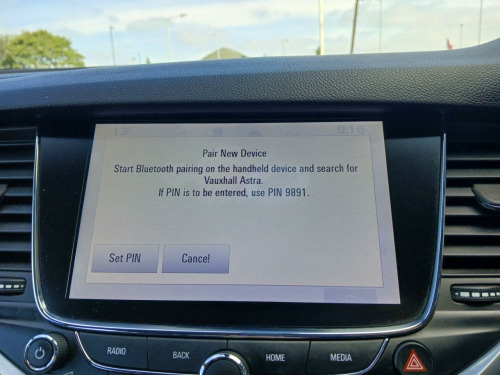 13° 9:16
Pair New Device
Start Bluetooth pairing on the handheld device and search for
Vauxhall Astra.
If PIN is to be entered, use PIN 9891.
Set PIN Cancel
RADIO BACK HOME MEDIA